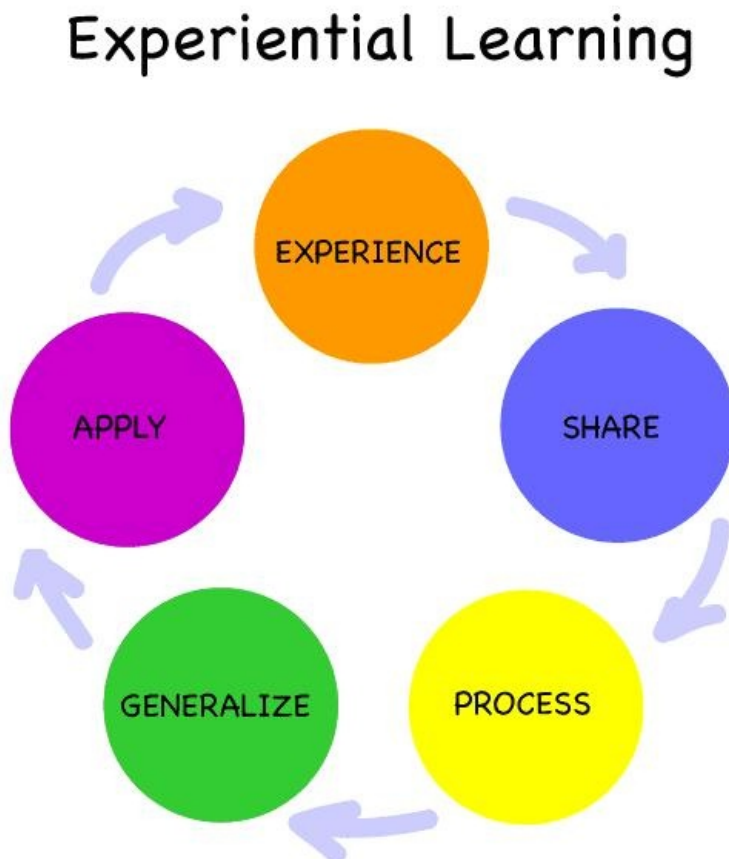 Experiential Learning
EXPERIENCE
SHARE
PROCESS
GENERALIZE
APPLY